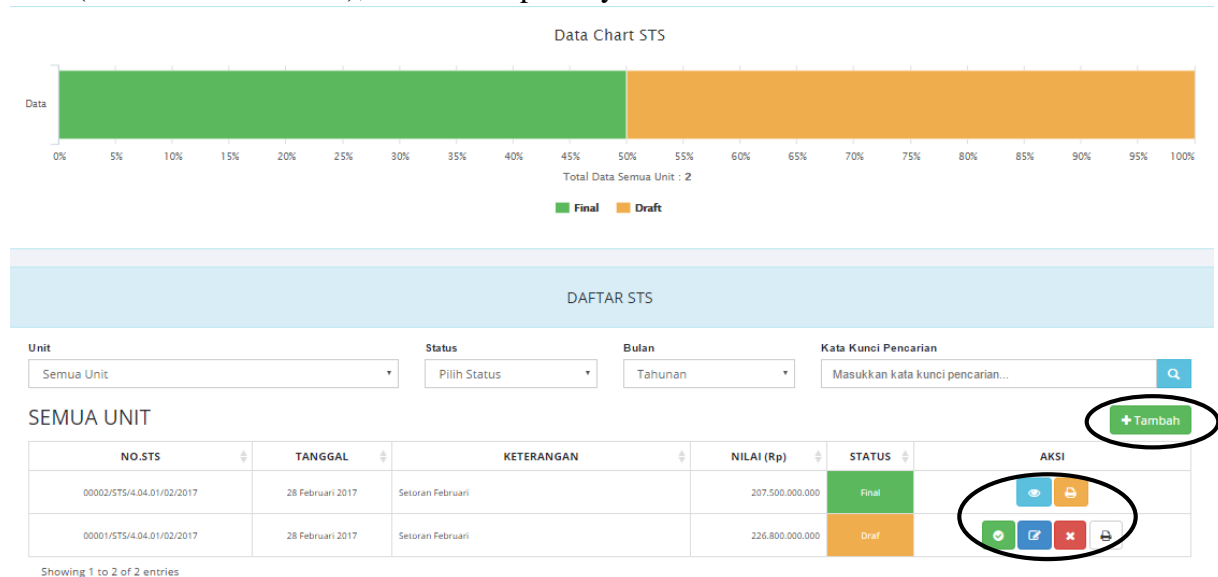 Data Chart STS
Data
0% 5% 10% 15% 20% 25% 30% 35% 40% 45% 50% 55% 60% 65% 70% 75% 80% 85% 90% 95% 100%
Total Data Semua Unit : 2
Final Draft
DAFTAR STS
Unit Status Bulan Kata Kunci Pencarian
Semua Unit Pilih Status Tahunan Masukkan kata kunci pencarian...
SEMUA UNIT + Tambah
NO.STS TANGGAL KETERANGAN NILAI (Rp) STATUS AKSI
00002/STS/4.04.01/02/2017 28 Februari 2017 Setoran Februari 207.500.000.000 Final
00001/STS/4.04.01/02/2017 28 Februari 2017 Setoran Februari 226.800.000.000 Draf
Showing 1 to 2 of 2 entries